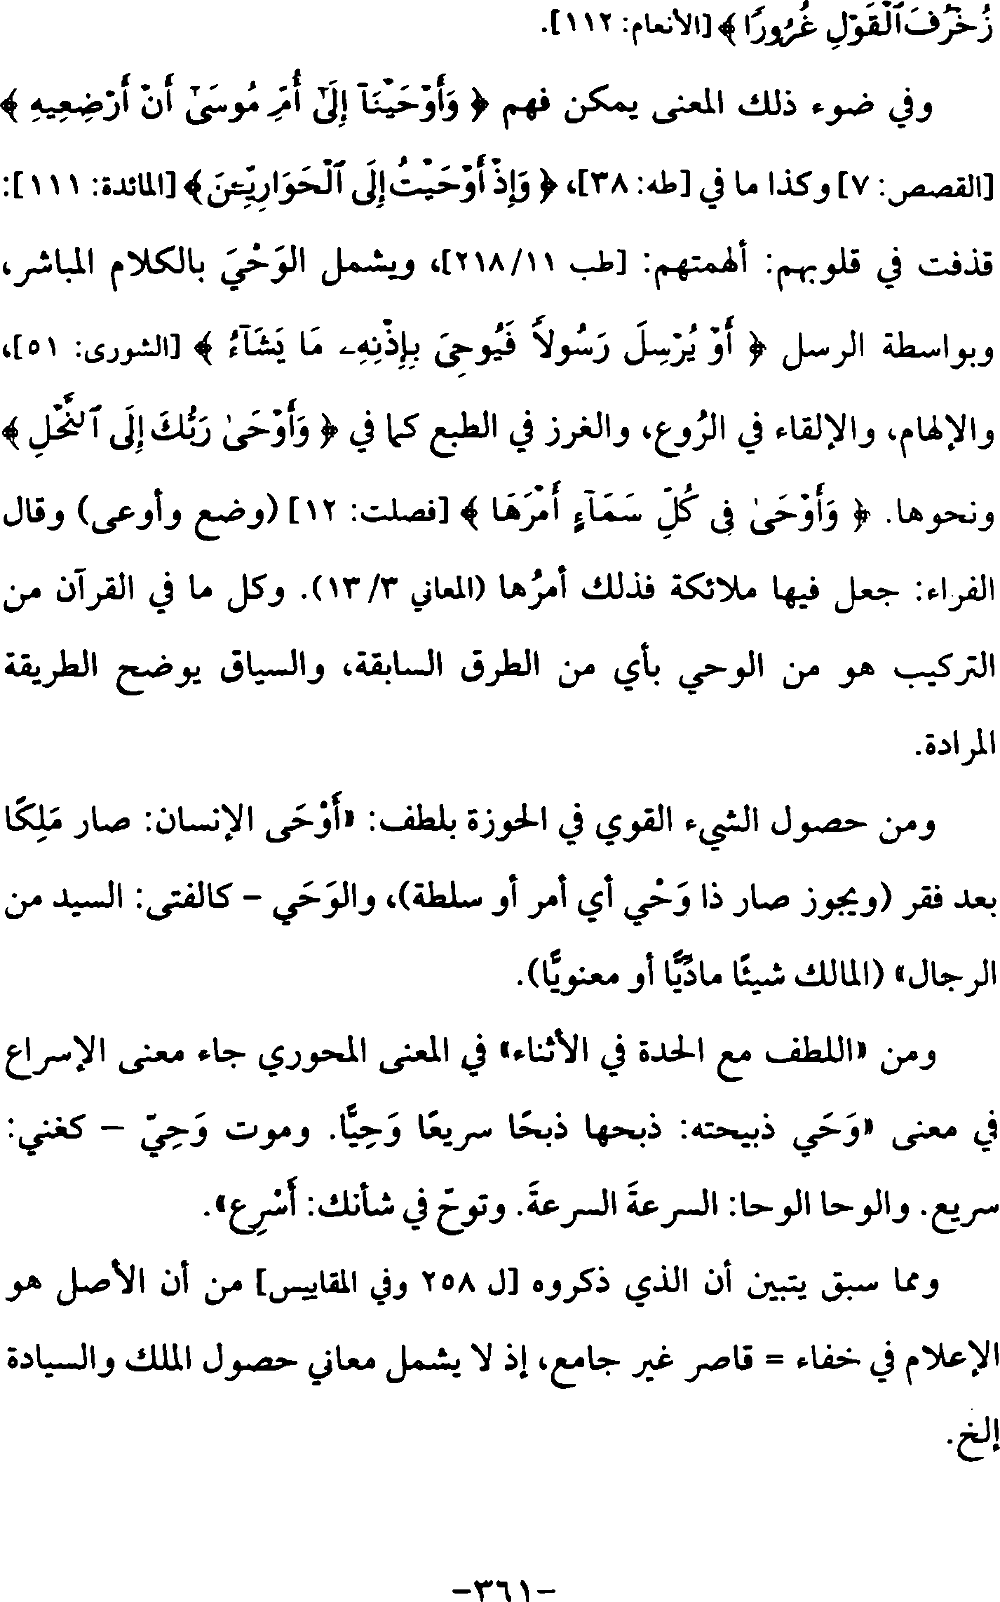 زُخْرُفَ ٱلْقَوْلِ غُرُورًا ﴾ [الأنعام: ١١٢].
وفي ضوء ذلك المعنى يمكن فهم ﴿ وَأَوْحَيْنَآ إِلَىٰٓ أُمِّ مُوسَىٰٓ أَنْ أَرْضِعِيهِ ﴾
[القصص: ٧] وكذا ما في [طه: ٣٨]، ﴿ وَإِذْ أَوْحَيْتُ إِلَى ٱلْحَوَارِيِّـۧنَ ﴾ [المائدة: ١١١]:
قذفت في قلوبهم: ألهمتهم: [طب ٢١٨/١١]، ويشمل الوَحْيَ بالكلام المباشر،
وبواسطة الرسل ﴿ أَوْ يُرْسِلَ رَسُولًا فَيُوحِيَ بِإِذْنِهِۦ مَا يَشَآءُ ﴾ [الشورى: ٥١]،
والإلهام، والإلقاء في الرُوع، والغرز في الطبع كما في ﴿ وَأَوْحَىٰ رَبُّكَ إِلَى ٱلنَّحْلِ ﴾
ونحوها. ﴿ وَأَوْحَىٰ فِى كُلِّ سَمَآءٍ أَمْرَهَا ﴾ [فصلت: ١٢] (وضع وأوعى) وقال
الفراء: جعل فيها ملائكة فذلك أمرُها (المعاني ٣/ ١٣). وكل ما في القرآن من
التركيب هو من الوحي بأي من الطرق السابقة، والسياق يوضح الطريقة
المرادة.
ومن حصول الشيء القوي في الحوزة بلطف: «أَوْحَى الإنسان: صار مَلِكًا
بعد فقر (ويجوز صار ذا وَحْي أي أمر أو سلطة)، والوَحَي - كالفتى: السيد من
الرجال» (المالك شيئًا مادِّيًّا أو معنويًّا).
ومن «اللطف مع الحدة في الأثناء» في المعنى المحوري جاء معنى الإسراع
في معنى «وَحَي ذبيحته: ذبحها ذبحًا سريعًا وَحِيًّا. وموت وَحِيّ - كغني:
سريع. والوحا الوحا: السرعةَ السرعةَ. وتوحّ في شأنك: أَسْرِع».
ومما سبق يتبين أن الذي ذكروه [ل ٢٥٨ وفي المقاييس] من أن الأصل هو
الإعلام في خفاء = قاصر غير جامع، إذ لا يشمل معاني حصول الملك والسيادة
إلخ.
-٣٦١-